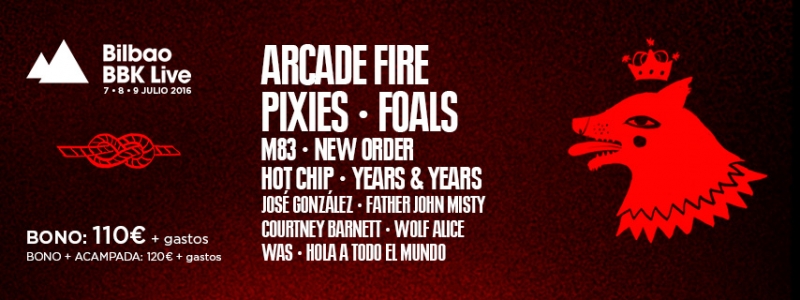 Bilbao
BBK Live
7 • 8 • 9 JULIO 2016
BONO: 110€ + gastos
BONO + ACAMPADA: 120€ + gastos
ARCADE FIRE
PIXIES • FOALS
M83 • NEW ORDER
HOT CHIP • YEARS & YEARS
JOSÉ GONZÁLEZ • FATHER JOHN MISTY
COURTNEY BARNETT • WOLF ALICE
WAS • HOLA A TODO EL MUNDO